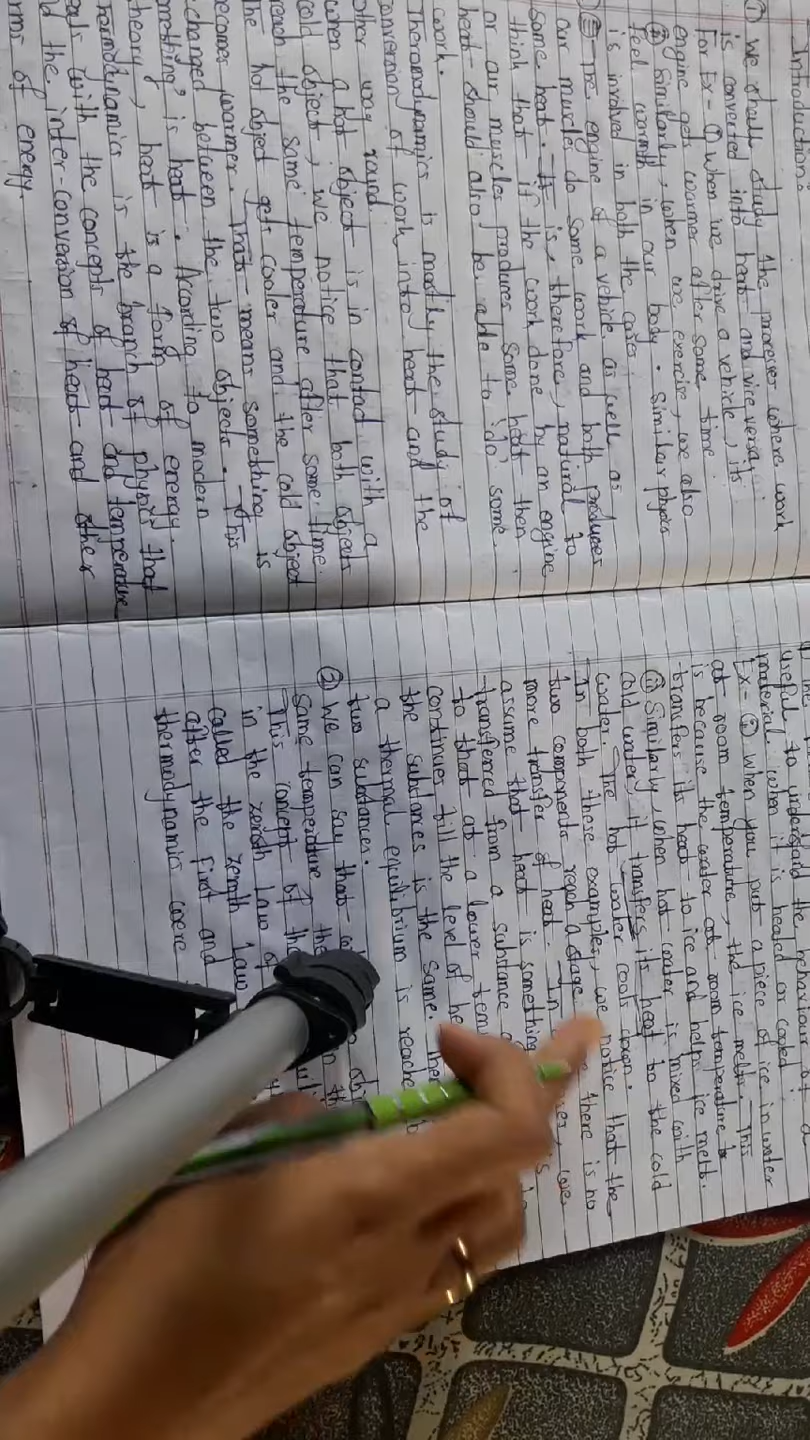 Introduction:
① We shall study the processes where work
is converted into heat and vice versa.
For Ex- ① When we drive a vehicle, its
engine gets warmer after some time.
② Similarly, when we exercise, we also
feel warmth in our body. Similar physics
is involved in both the cases.
The engine of a vehicle as well as
our muscles do some work and both produces
some heat. It is, therefore, natural to
think that if the work done by an engine
or our muscles produces some heat then
heat should also be able to 'do' some
work.
Thermodynamics is mostly the study of
conversion of work into heat and the
other way round.
when a hot object is in contact with a
cold object, we notice that both objects
reach the same temperature after some time.
The hot object gets cooler and the cold object
becomes warmer. That means something is
changed between the two objects. This
'something' is heat. According to modern
theory, heat is a form of energy.
Thermodynamics is the branch of physics that
deals with the concepts of heat and temperature
and the inter-conversion of heat and other
forms of energy.
useful to understand the behaviour of a
material when it is heated or cooled.
Ex- ① When you put a piece of ice in water
at room temperature, the ice melts. This
is because the water at room temperature
transfers its heat to ice and helps ice melt.
② Similarly, when hot water is mixed with
cold water, it transfers its heat to the cold
water. The hot water cools down.
In both these examples, we notice that the
two components reach a stage there is no
more transfer of heat. In we
assume that heat is something
transferred from a substance
to that at a lower
continues till the level of
the substances is the same.
a thermal equilibrium is
two substances.
② We can say that
same temperature,
This concept of
in the zeroth law of
called the zeroth law
after the first and
thermodynamics were